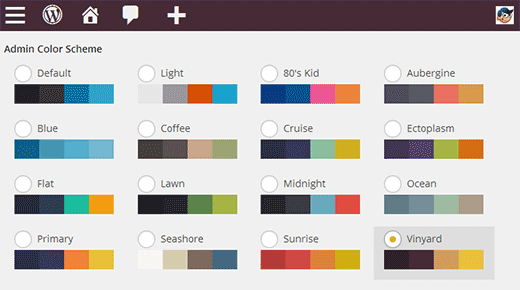 Admin Color Scheme
Default Light 80's Kid Aubergine
Blue Coffee Cruise Ectoplasm
Flat Lawn Midnight Ocean
Primary Seashore Sunrise Vinyard